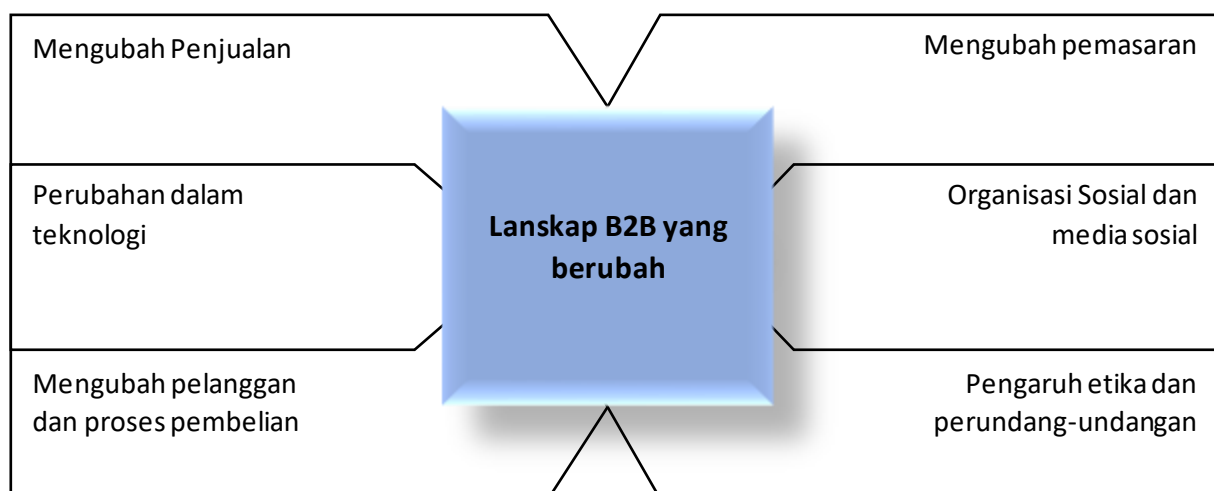 Mengubah Penjualan
Mengubah pemasaran
Perubahan dalam
teknologi
Lanskap B2B yang
berubah
Organisasi Sosial dan
media sosial
Mengubah pelanggan
dan proses pembelian
Pengaruh etika dan
perundang-undangan